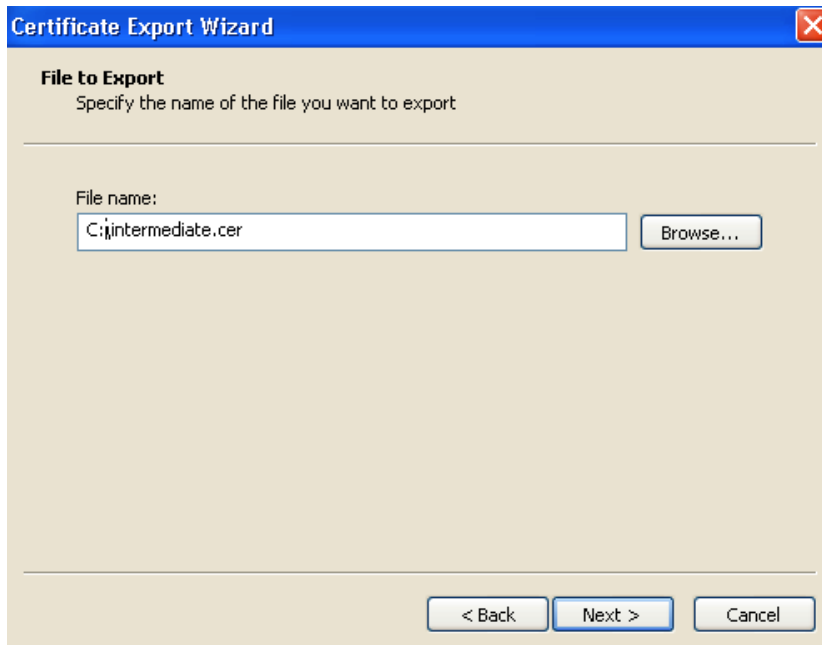 Certificate Export Wizard
File to Export
Specify the name of the file you want to export
File name:
C:\intermediate.cer
Browse...
< Back
Next >
Cancel